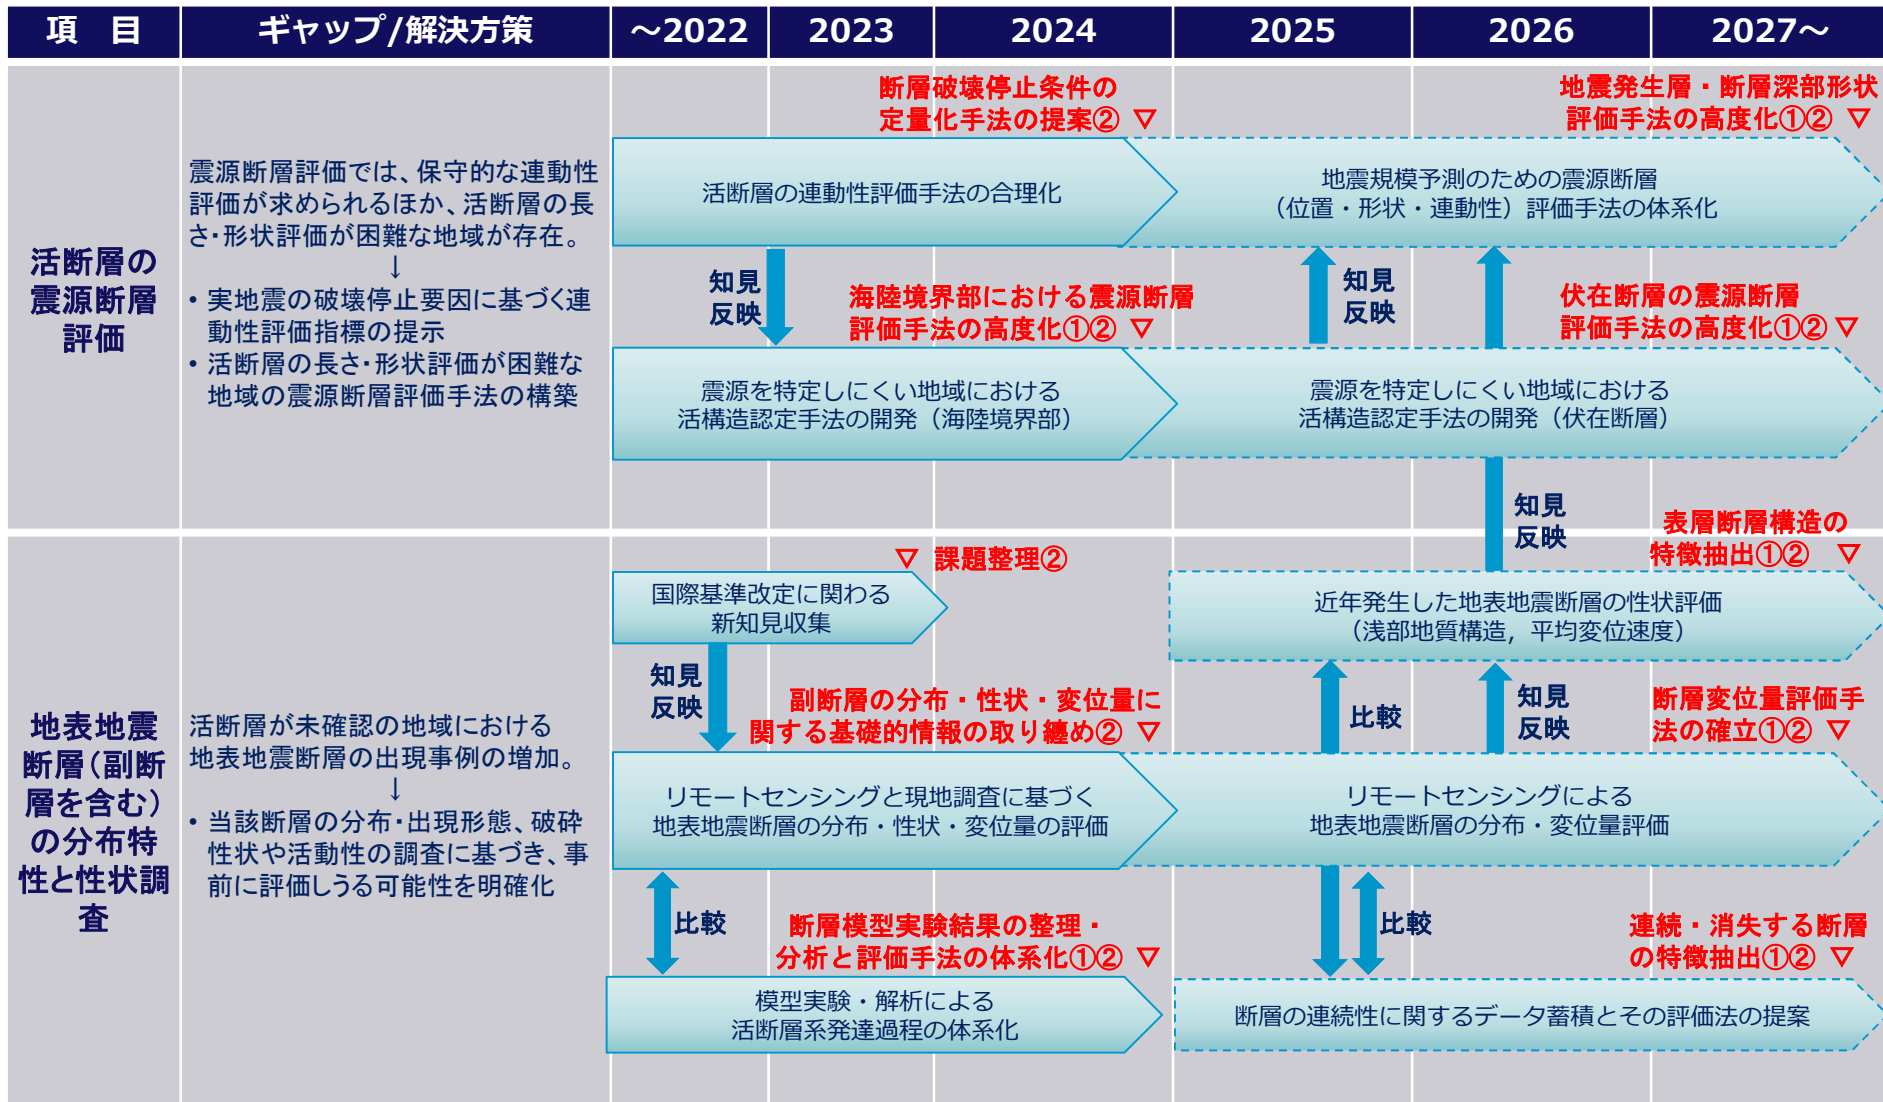 項　目
ギャップ/解決方策
～2022
2023
2024
2025
2026
2027～
活断層の
震源断層
評価
震源断層評価では、保守的な連動性
評価が求められるほか、活断層の長
さ・形状評価が困難な地域が存在。
↓
• 実地震の破壊停止要因に基づく連
動性評価指標の提示
• 活断層の長さ・形状評価が困難な
地域の震源断層評価手法の構築
断層破壊停止条件の
定量化手法の提案② ▽
地震発生層・断層深部形状
評価手法の高度化①② ▽
活断層の連動性評価手法の合理化
地震規模予測のための震源断層
（位置・形状・連動性）評価手法の体系化
知見
反映
海陸境界部における震源断層
評価手法の高度化①② ▽
知見
反映
伏在断層の震源断層
評価手法の高度化①② ▽
震源を特定しにくい地域における
活構造認定手法の開発（海陸境界部）
震源を特定しにくい地域における
活構造認定手法の開発（伏在断層）
知見
反映
表層断層構造の
特徴抽出①② ▽
地表地震
断層（副断
層を含む）
の分布特
性と性状調
査
活断層が未確認の地域における
地表地震断層の出現事例の増加。
↓
• 当該断層の分布・出現形態、破砕
性状や活動性の調査に基づき、事
前に評価しうる可能性を明確化
▽ 課題整理②
国際基準改定に関わる
新知見収集
近年発生した地表地震断層の性状評価
（浅部地質構造，平均変位速度）
知見
反映
副断層の分布・性状・変位量に
関する基礎的情報の取り纏め② ▽
比較
知見
反映
断層変位量評価手
法の確立①② ▽
リモートセンシングと現地調査に基づく
地表地震断層の分布・性状・変位量の評価
リモートセンシングによる
地表地震断層の分布・変位量評価
比較
断層模型実験結果の整理・
分析と評価手法の体系化①② ▽
比較
連続・消失する断層
の特徴抽出①② ▽
模型実験・解析による
活断層系発達過程の体系化
断層の連続性に関するデータ蓄積とその評価法の提案